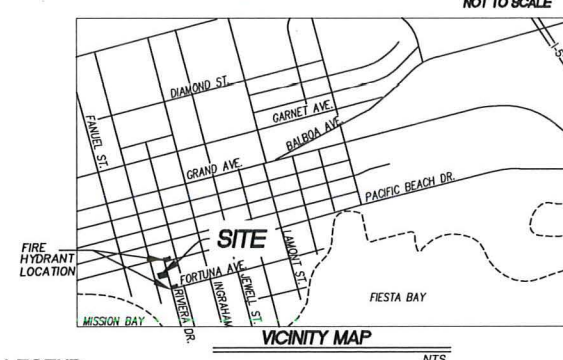 NOT TO SCALE
I-5
DIAMOND ST.
FANUEL ST.
GARNET AVE.
BALBOA AVE.
GRAND AVE.
PACIFIC BEACH DR.
SITE
LAMONT ST.
FIRE
HYDRANT
LOCATION
FORTUNA AVE.
JEWELL ST.
INGRAHAM
RIVIERA DR.
FIESTA BAY
MISSION BAY
VICINITY MAP
NTS